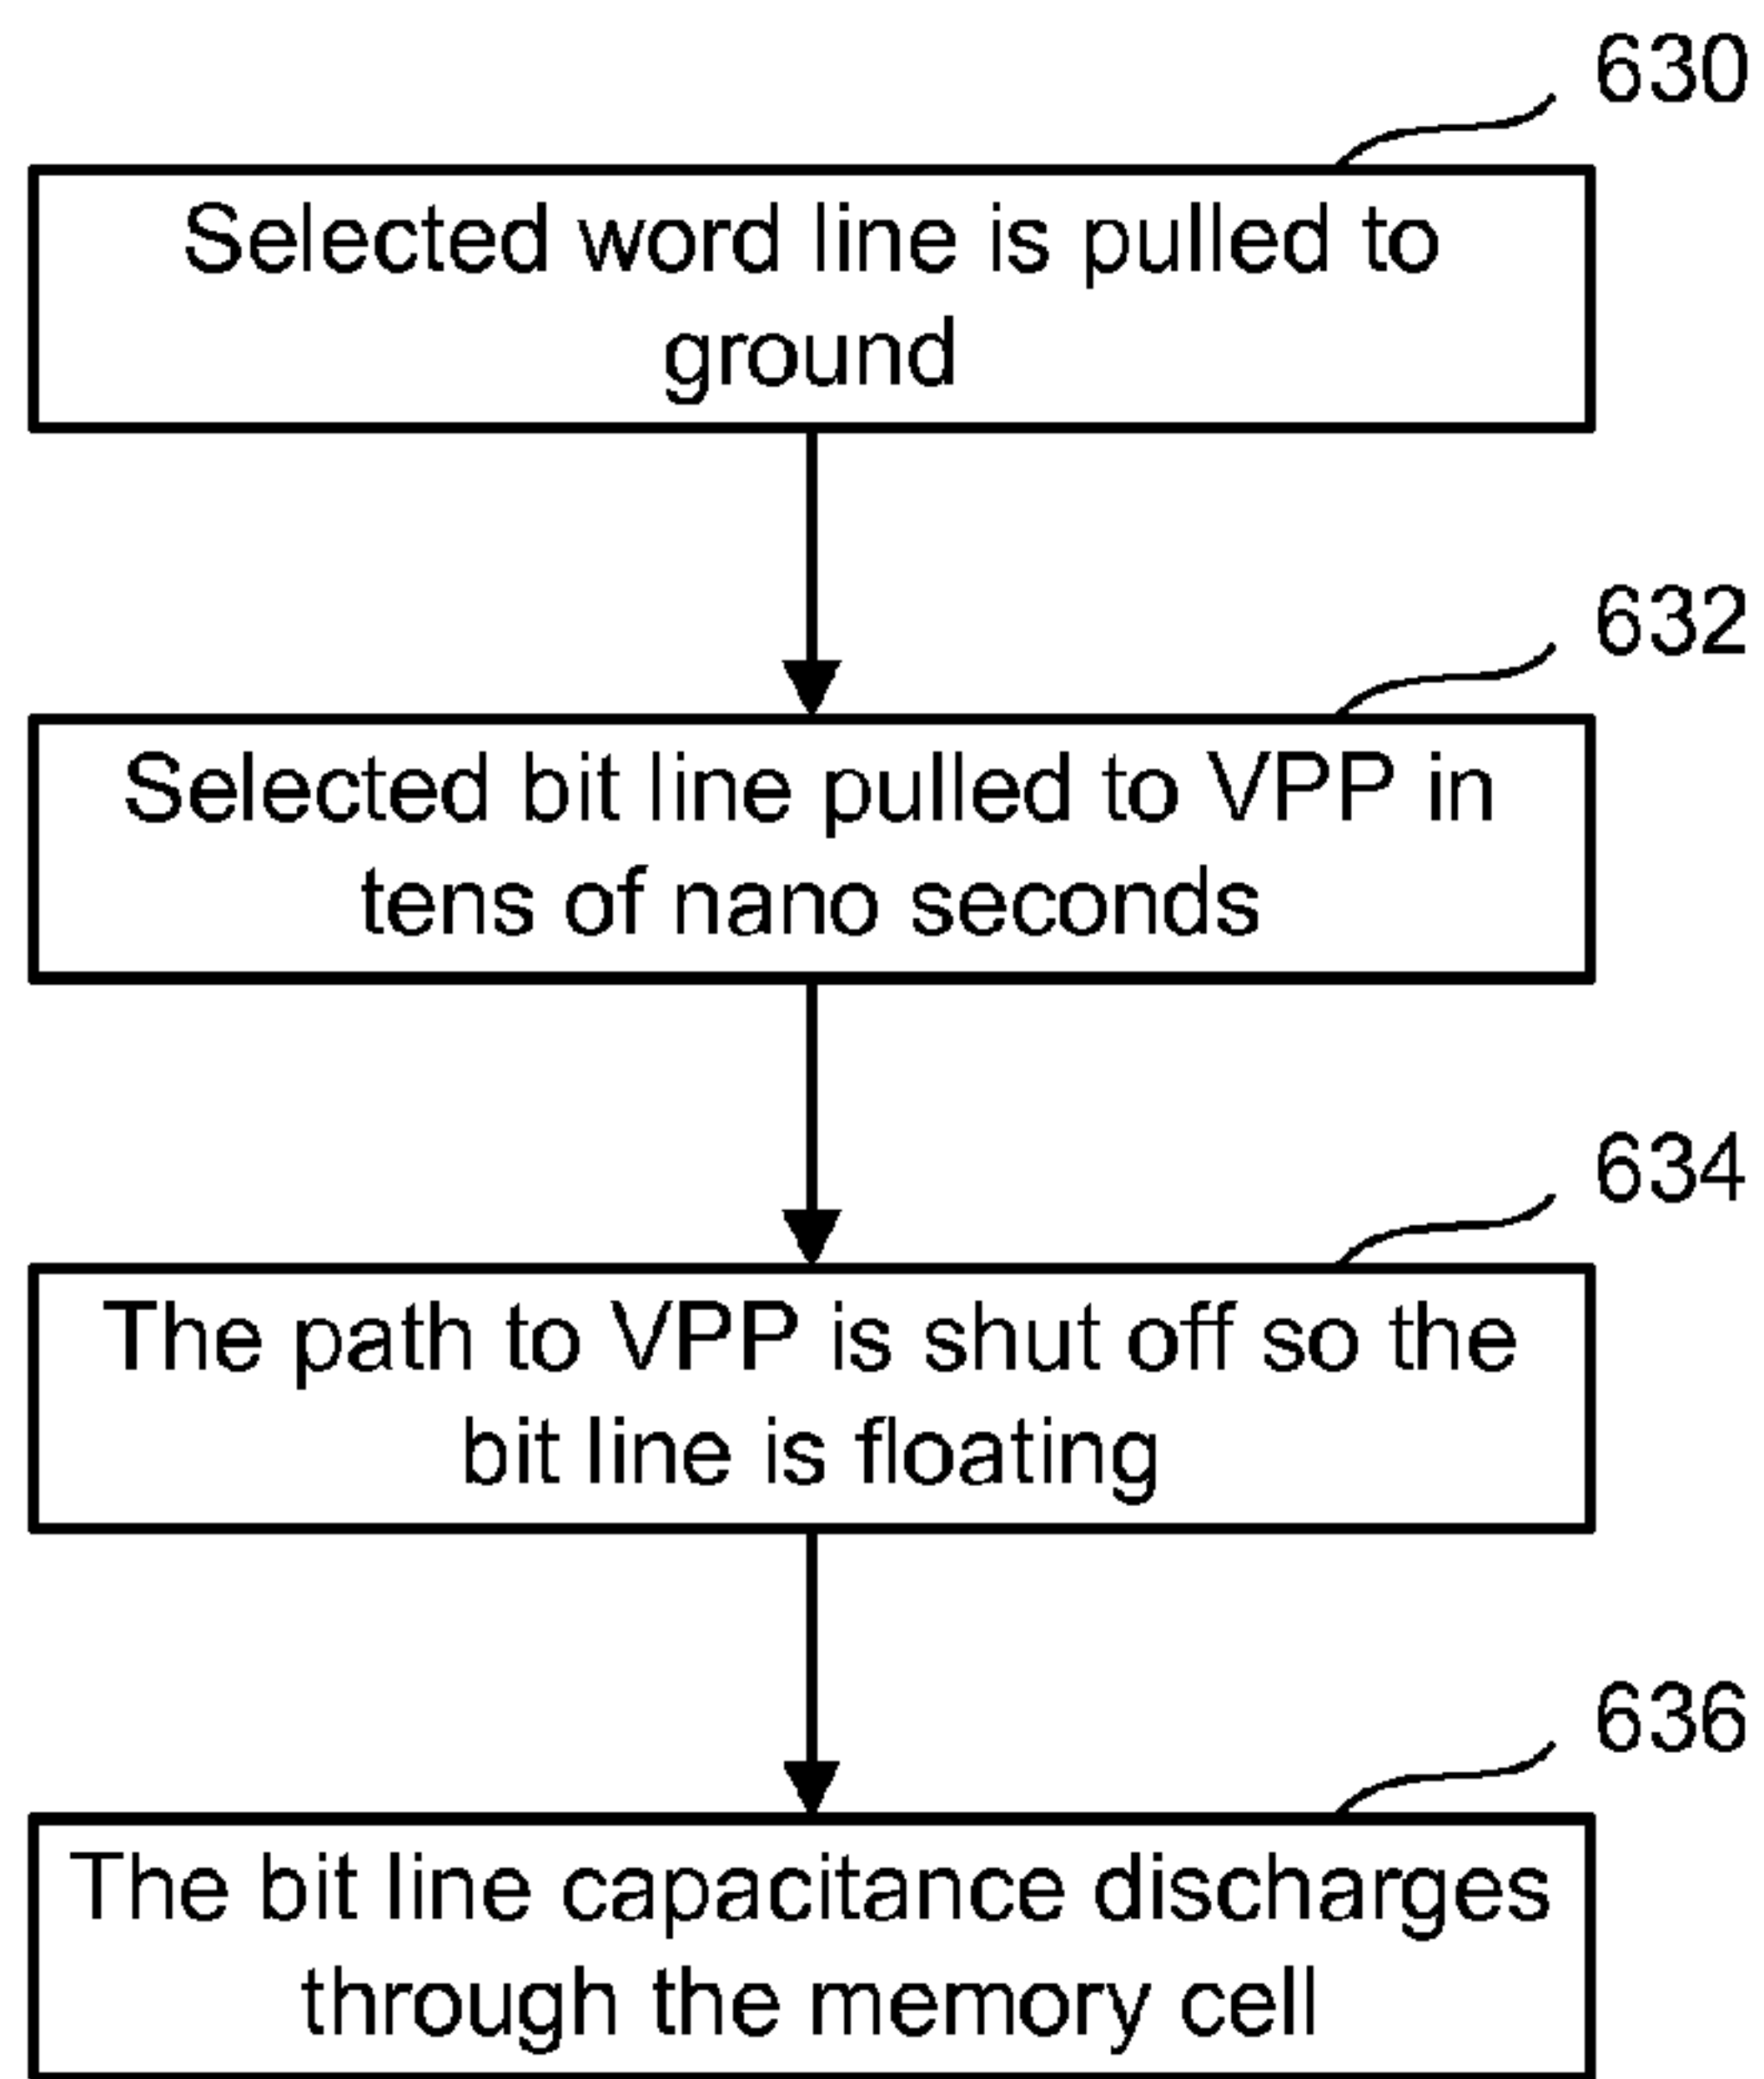 630
Selected word line is pulled to
ground
632
Selected bit line pulled to VPP in
tens of nano seconds
634
The path to VPP is shut off so the
bit line is floating
636
The bit line capacitance discharges
through the memory cell